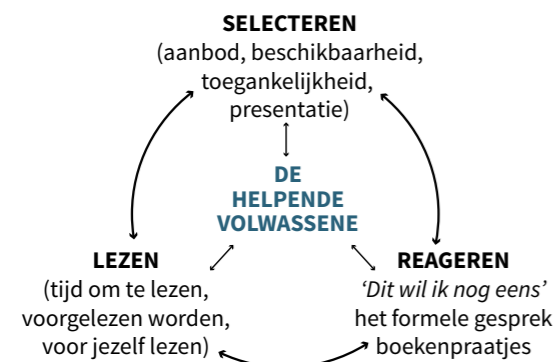 SELECTEREN
(aanbod, beschikbaarheid,
toegankelijkheid,
presentatie)
DE
HELPENDE
VOLWASSENE
LEZEN
(tijd om te lezen,
voorgelezen worden,
voor jezelf lezen)
REAGEREN
‘Dit wil ik nog eens’
het formele gesprek
boekenpraatjes